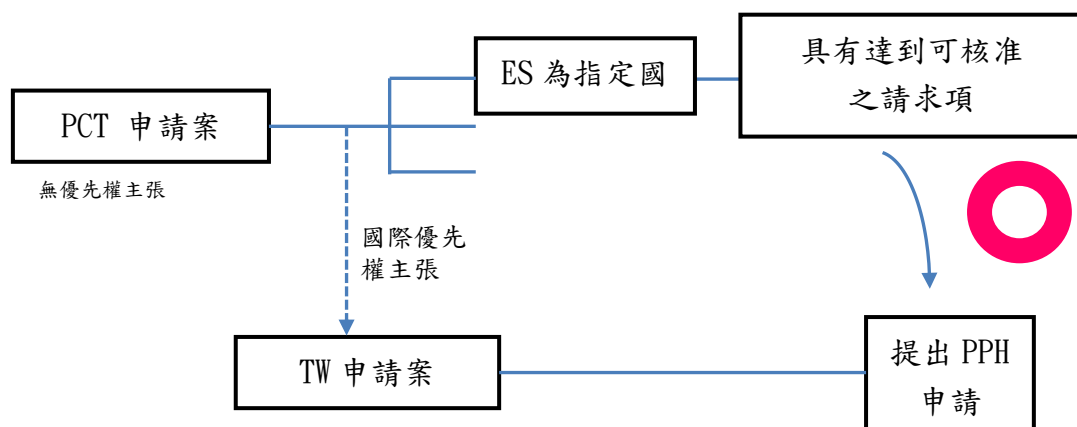 ES 為指定國
具有達到可核准
之請求項
PCT 申請案
無優先權主張
國際優先
權主張
TW 申請案
提出 PPH
申請